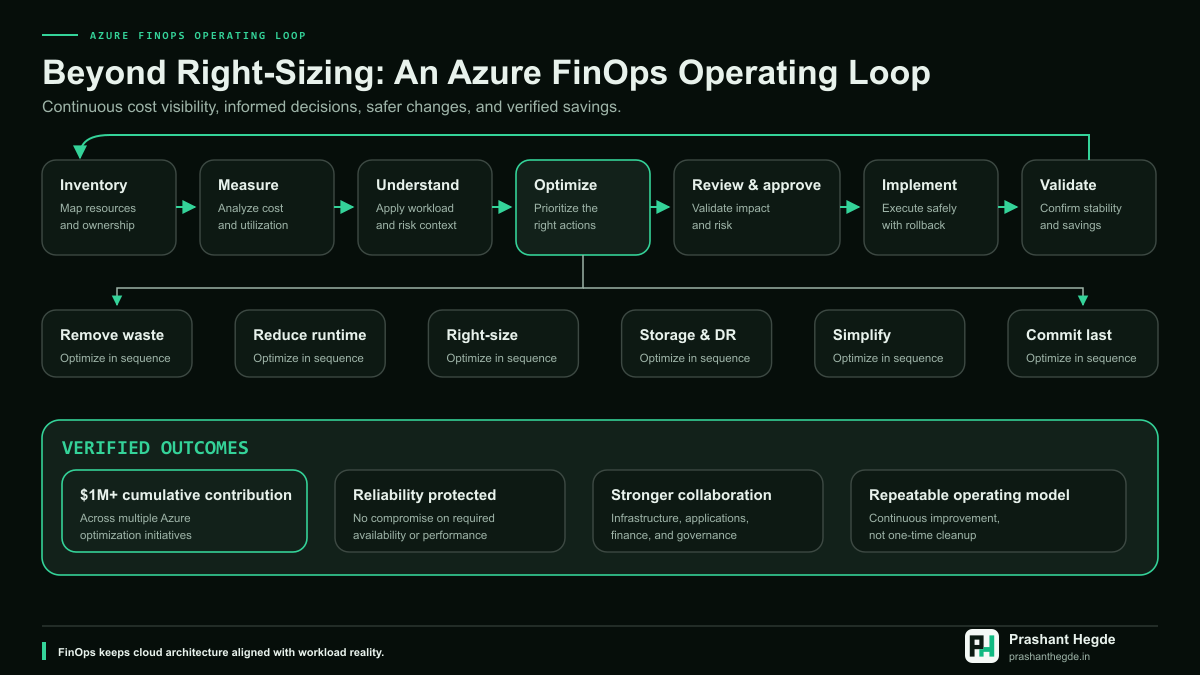 AZURE FINOPS OPERATING LOOP
Beyond Right-Sizing: An Azure FinOps Operating Loop
Continuous cost visibility, informed decisions, safer changes, and verified savings.
Inventory
Map resources
and ownership
Measure
Analyze cost
and utilization
Understand
Apply workload
and risk context
Optimize
Prioritize the
right actions
Review & approve
Validate impact
and risk
Implement
Execute safely
with rollback
Validate
Confirm stability
and savings
Remove waste
Optimize in sequence
Reduce runtime
Optimize in sequence
Right-size
Optimize in sequence
Storage & DR
Optimize in sequence
Simplify
Optimize in sequence
Commit last
Optimize in sequence
VERIFIED OUTCOMES
$1M+ cumulative contribution
Across multiple Azure
optimization initiatives
Reliability protected
No compromise on required
availability or performance
Stronger collaboration
Infrastructure, applications,
finance, and governance
Repeatable operating model
Continuous improvement,
not one-time cleanup
FinOps keeps cloud architecture aligned with workload reality.
PH
Prashant Hegde
prashanthegde.in